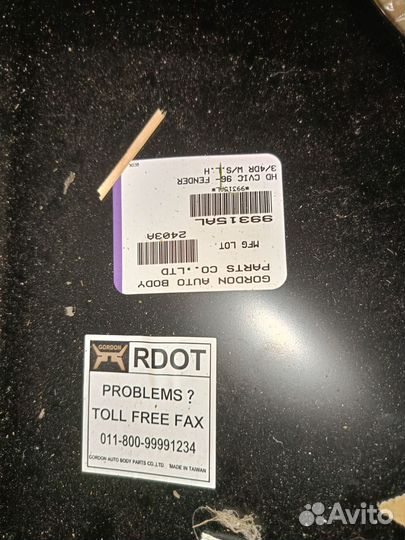 GORDON AUTO BODY
PARTS CO.,LTD
MFG LOT.
2403A
99315AL
*99315AL*
HD CVIC 96- FENDER
3/4DR W/S.L.H
GORDON
RDOT
PROBLEMS ?
TOLL FREE FAX
011-800-99991234
GORDON AUTO BODY PARTS CO.,LTD. MADE IN TAIWAN
Avito